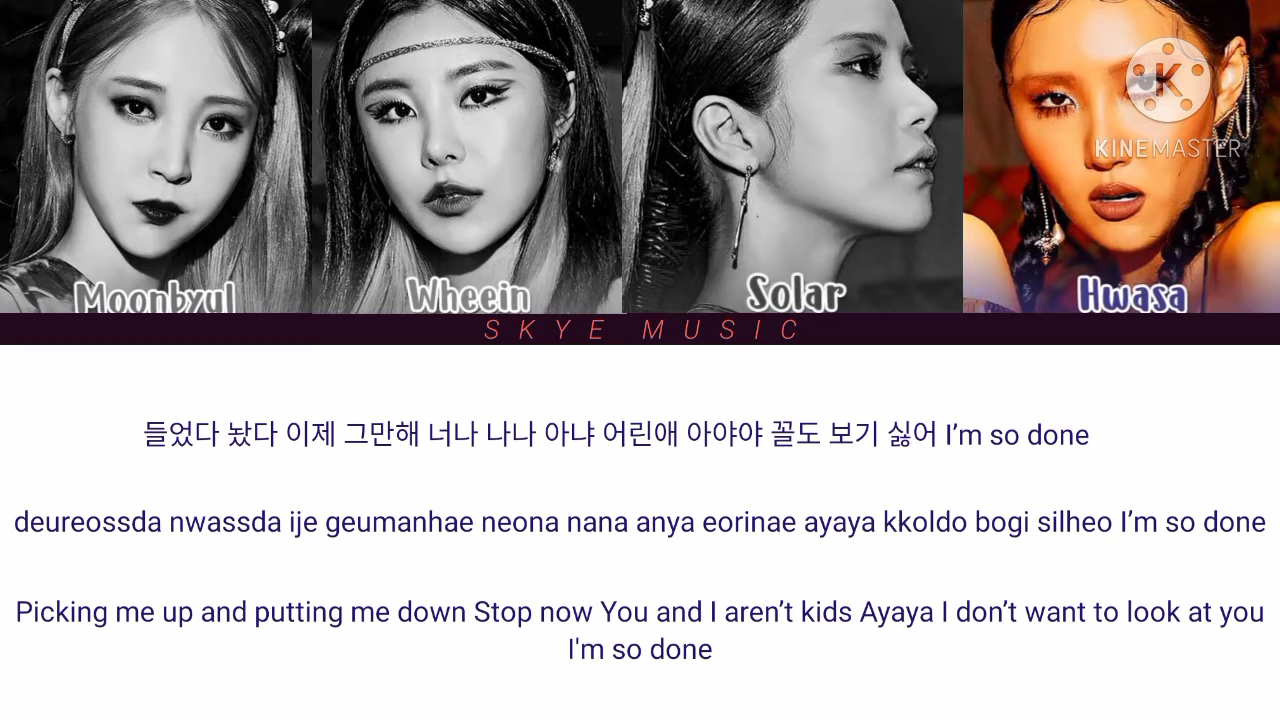 K
KINEMASTER
Moonbyul Wheein Solar Hwasa
SKYE MUSIC
들었다 놨다 이제 그만해 너나 나나 아냐 어린애 아야야 꼴도 보기 싫어 I’m so done
deureossda nwassda ije geumanhae neona nana anya eorinae ayaya kkoldo bogi silheo I’m so done
Picking me up and putting me down Stop now You and I aren’t kids Ayaya I don’t want to look at you
I'm so done